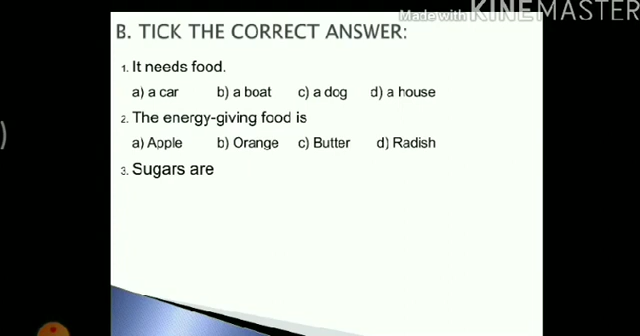 Made with KINEMASTER
B. TICK THE CORRECT ANSWER:
1. It needs food.
a) a car b) a boat c) a dog d) a house
2. The energy-giving food is
a) Apple b) Orange c) Butter d) Radish
3. Sugars are
)